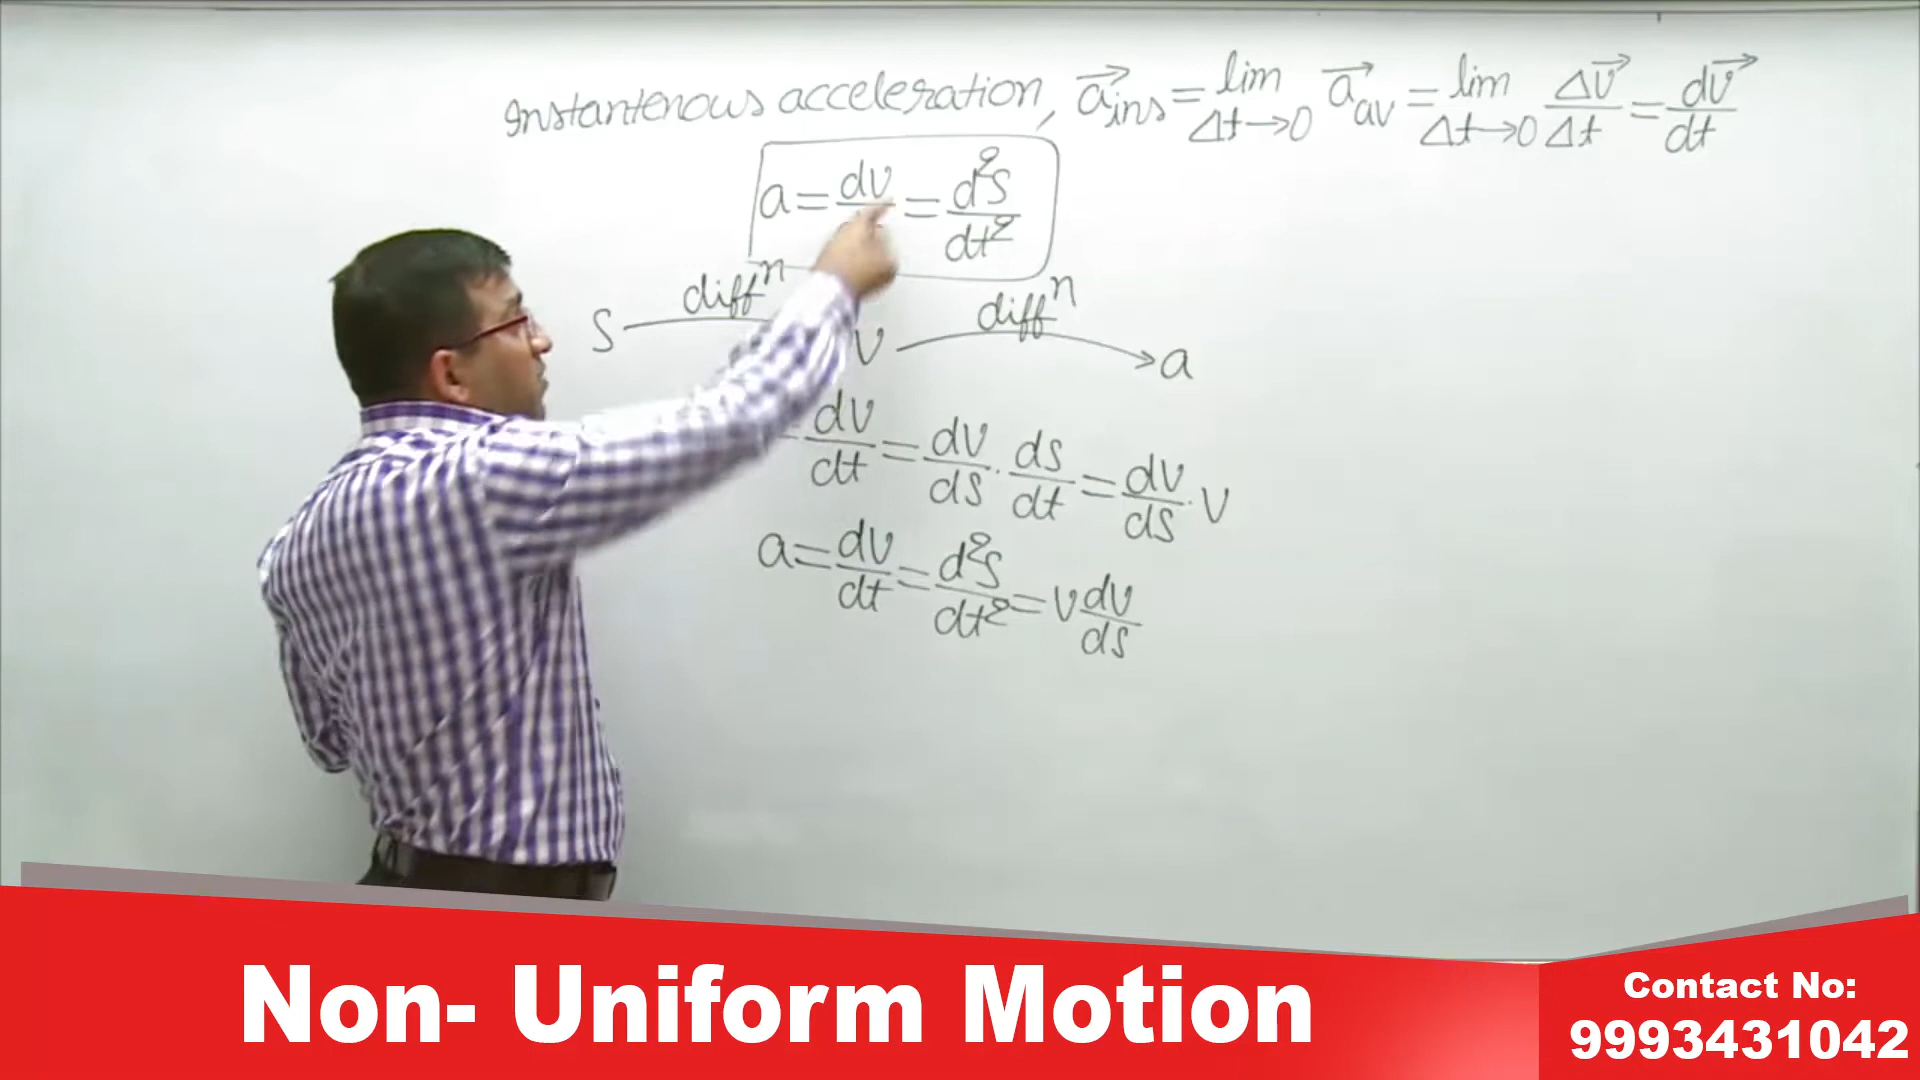 Instantenous acceleration, a⃗ins = lim Δt→0 a⃗av = lim Δt→0 Δv⃗/Δt = dv⃗/dt
a = dv/ = d²s/dt²
s diffⁿ v diffⁿ → a
= dv/dt = dv/ds · ds/dt = dv/ds · v
a = dv/dt = d²s/dt² = v dv/ds
Non- Uniform Motion
Contact No:
9993431042